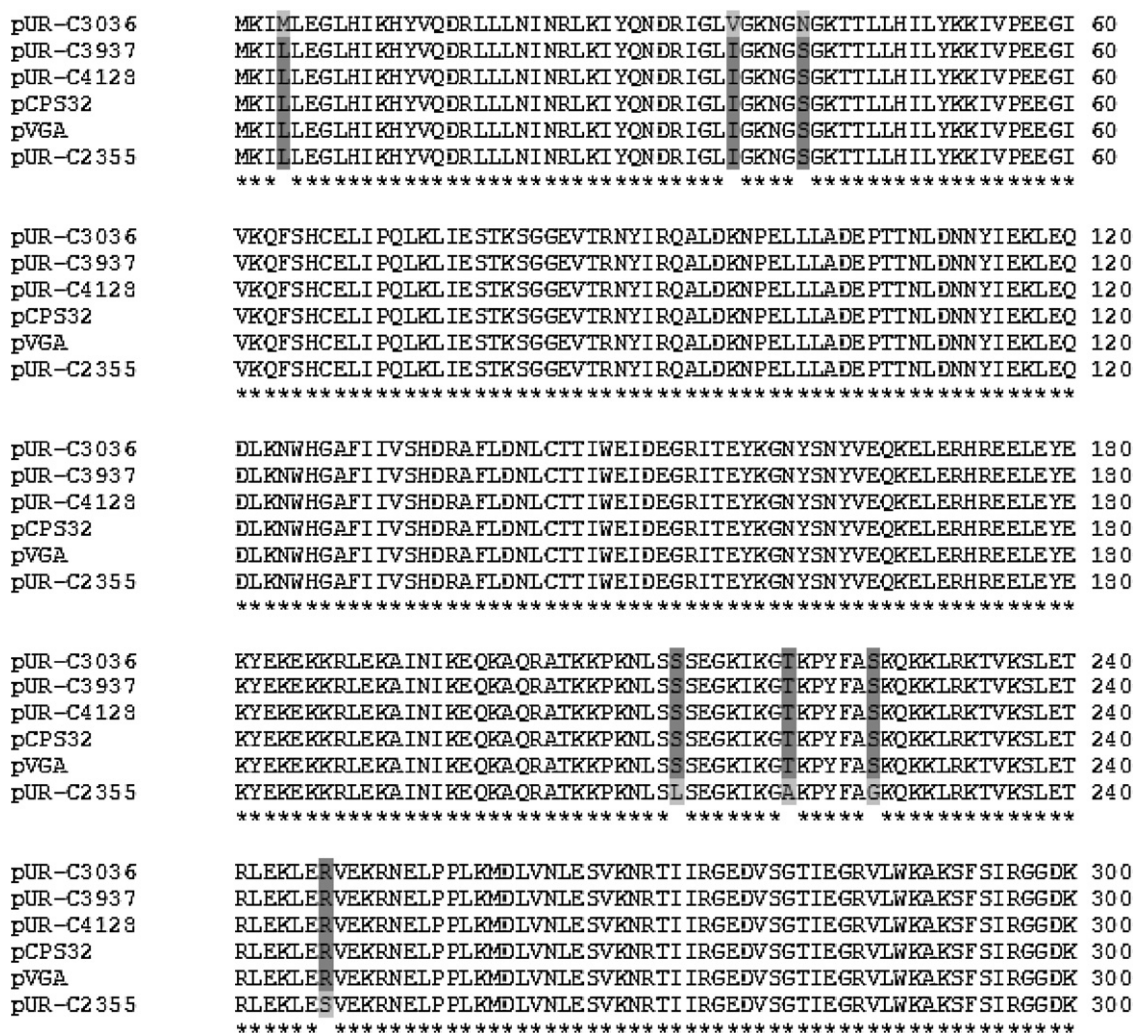 pUR-C3036 MKIMLEGLHIKHYVQDRLLLNINRLKIYQNDRIGLVGKNGNGKTTLLHILYKKIVPEEGI 60
pUR-C3937 MKILLEGLHIKHYVQDRLLLNINRLKIYQNDRIGLIGKNGSGKTTLLHILYKKIVPEEGI 60
pUR-C4128 MKILLEGLHIKHYVQDRLLLNINRLKIYQNDRIGLIGKNGSGKTTLLHILYKKIVPEEGI 60
pCPS32 MKILLEGLHIKHYVQDRLLLNINRLKIYQNDRIGLIGKNGSGKTTLLHILYKKIVPEEGI 60
pVGA MKILLEGLHIKHYVQDRLLLNINRLKIYQNDRIGLIGKNGSGKTTLLHILYKKIVPEEGI 60
pUR-C2355 MKILLEGLHIKHYVQDRLLLNINRLKIYQNDRIGLIGKNGSGKTTLLHILYKKIVPEEGI 60
*** ******************************* **** *******************
pUR-C3036 VKQFSHCELIPQLKLIESTKSGGEVTRNYIRQALDKNPELLLADEPTTNLDNNYIEKLEQ 120
pUR-C3937 VKQFSHCELIPQLKLIESTKSGGEVTRNYIRQALDKNPELLLADEPTTNLDNNYIEKLEQ 120
pUR-C4128 VKQFSHCELIPQLKLIESTKSGGEVTRNYIRQALDKNPELLLADEPTTNLDNNYIEKLEQ 120
pCPS32 VKQFSHCELIPQLKLIESTKSGGEVTRNYIRQALDKNPELLLADEPTTNLDNNYIEKLEQ 120
pVGA VKQFSHCELIPQLKLIESTKSGGEVTRNYIRQALDKNPELLLADEPTTNLDNNYIEKLEQ 120
pUR-C2355 VKQFSHCELIPQLKLIESTKSGGEVTRNYIRQALDKNPELLLADEPTTNLDNNYIEKLEQ 120
************************************************************
pUR-C3036 DLKNWHGAFIIVSHDRAFLDNLCTTIWEIDEGRITEYKGNYSNYVEQKELERHREELEYE 180
pUR-C3937 DLKNWHGAFIIVSHDRAFLDNLCTTIWEIDEGRITEYKGNYSNYVEQKELERHREELEYE 180
pUR-C4128 DLKNWHGAFIIVSHDRAFLDNLCTTIWEIDEGRITEYKGNYSNYVEQKELERHREELEYE 180
pCPS32 DLKNWHGAFIIVSHDRAFLDNLCTTIWEIDEGRITEYKGNYSNYVEQKELERHREELEYE 180
pVGA DLKNWHGAFIIVSHDRAFLDNLCTTIWEIDEGRITEYKGNYSNYVEQKELERHREELEYE 180
pUR-C2355 DLKNWHGAFIIVSHDRAFLDNLCTTIWEIDEGRITEYKGNYSNYVEQKELERHREELEYE 180
************************************************************
pUR-C3036 KYEKEKKRLEKAINIKEQKAQRATKKPKNLSSSEGKIKGTKPYFASKQKKLRKTVKSLET 240
pUR-C3937 KYEKEKKRLEKAINIKEQKAQRATKKPKNLSSSEGKIKGTKPYFASKQKKLRKTVKSLET 240
pUR-C4128 KYEKEKKRLEKAINIKEQKAQRATKKPKNLSSSEGKIKGTKPYFASKQKKLRKTVKSLET 240
pCPS32 KYEKEKKRLEKAINIKEQKAQRATKKPKNLSSSEGKIKGTKPYFASKQKKLRKTVKSLET 240
pVGA KYEKEKKRLEKAINIKEQKAQRATKKPKNLSSSEGKIKGTKPYFASKQKKLRKTVKSLET 240
pUR-C2355 KYEKEKKRLEKAINIKEQKAQRATKKPKNLSLSEGKIKGAKPYFAGKQKKLRKTVKSLET 240
******************************* ******* ***** **************
pUR-C3036 RLEKLERVEKRNELPPLKMDLVNLESVKNRTIIRGEDVSGTIEGRVLWKAKSFSIRGGDK 300
pUR-C3937 RLEKLERVEKRNELPPLKMDLVNLESVKNRTIIRGEDVSGTIEGRVLWKAKSFSIRGGDK 300
pUR-C4128 RLEKLERVEKRNELPPLKMDLVNLESVKNRTIIRGEDVSGTIEGRVLWKAKSFSIRGGDK 300
pCPS32 RLEKLERVEKRNELPPLKMDLVNLESVKNRTIIRGEDVSGTIEGRVLWKAKSFSIRGGDK 300
pVGA RLEKLERVEKRNELPPLKMDLVNLESVKNRTIIRGEDVSGTIEGRVLWKAKSFSIRGGDK 300
pUR-C2355 RLEKLESVEKRNELPPLKMDLVNLESVKNRTIIRGEDVSGTIEGRVLWKAKSFSIRGGDK 300
****** *****************************************************